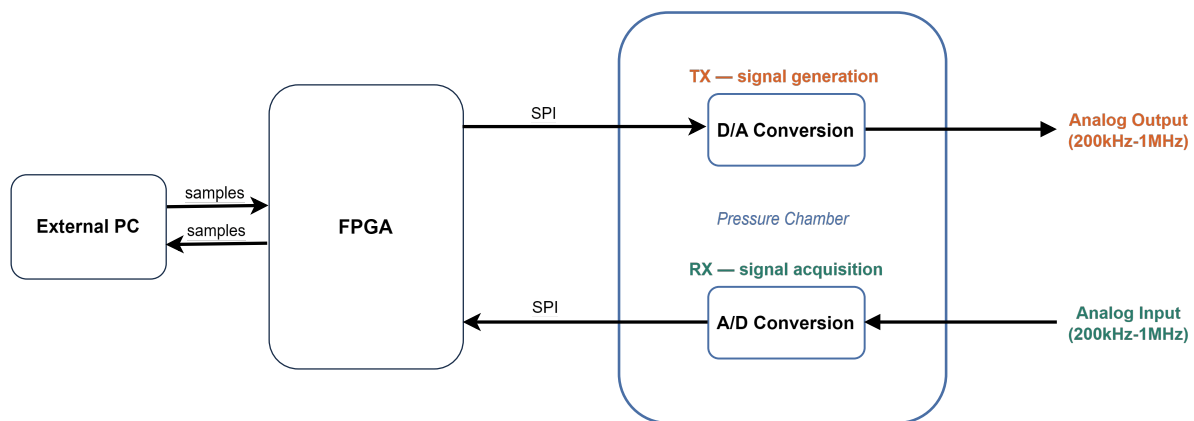 TX — signal generation
SPI
D/A Conversion
Analog Output
(200kHz-1MHz)
samples
External PC
samples
FPGA
Pressure Chamber
RX — signal acquisition
SPI
A/D Conversion
Analog Input
(200kHz-1MHz)